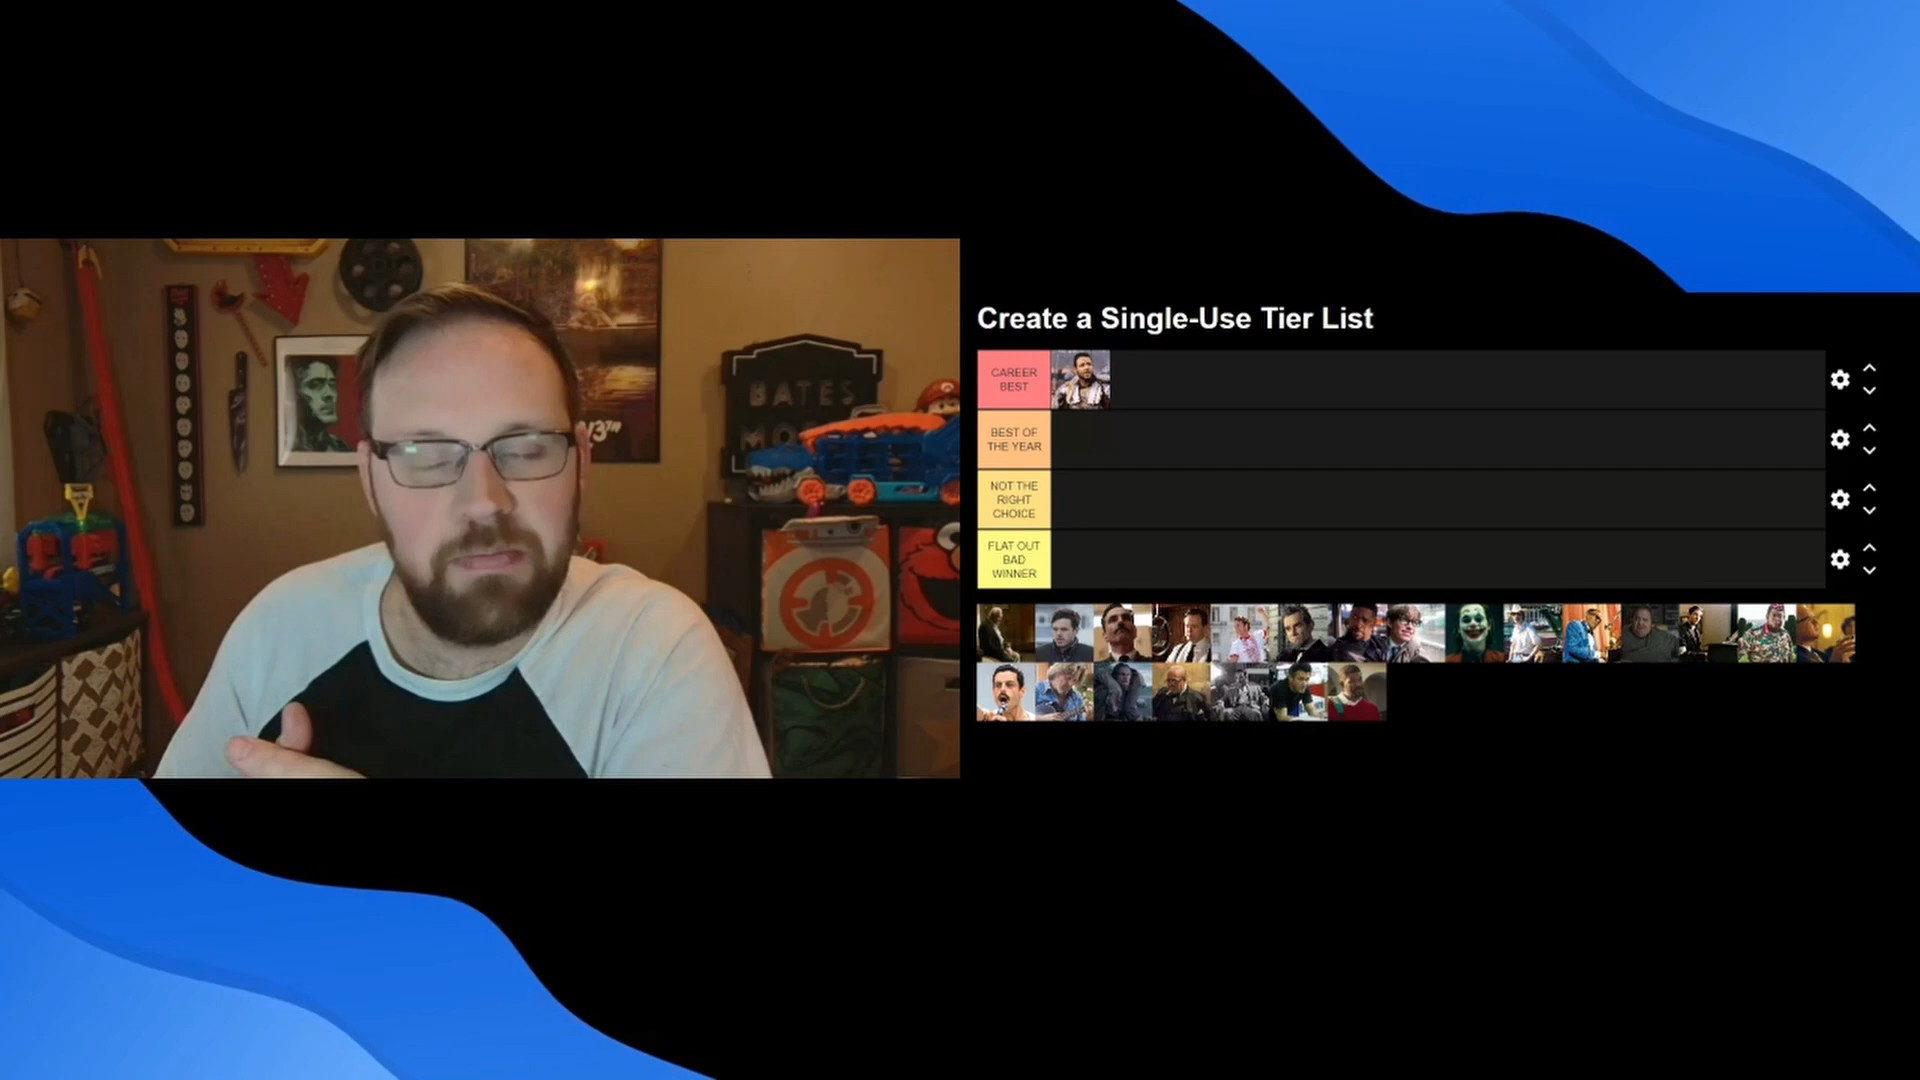 Create a Single-Use Tier List
CAREER
BEST
BEST OF
THE YEAR
NOT THE
RIGHT
CHOICE
FLAT OUT
BAD
WINNER
BATES